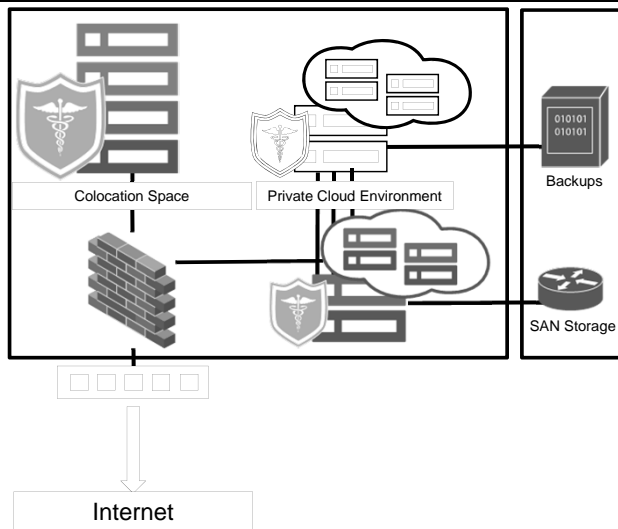 010101
010101
Backups
Colocation Space
Private Cloud Environment
SAN Storage
Internet